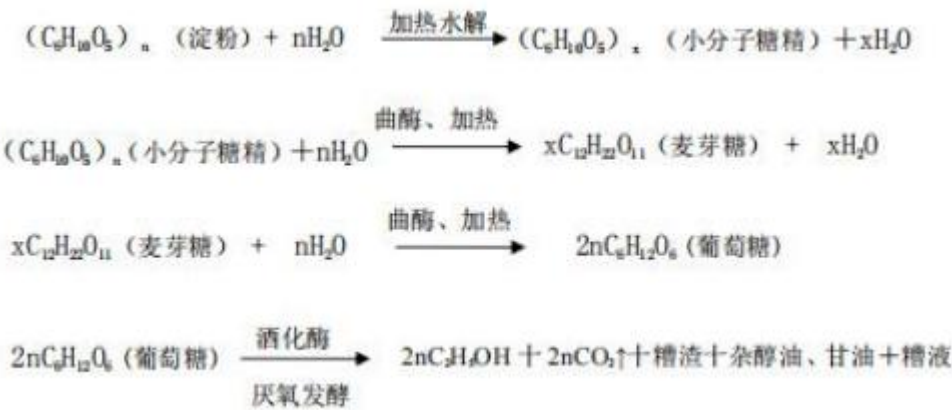 (C₆H₁₀O₅)ₙ (淀粉) + nH₂O 加热水解 → (C₆H₁₀O₅)ₓ (小分子糖精) +xH₂O
(C₆H₁₀O₅)ₙ(小分子糖精)+nH₂O 曲酶、加热 → xC₁₂H₂₂O₁₁ (麦芽糖) + xH₂O
xC₁₂H₂₂O₁₁ (麦芽糖) + nH₂O 曲酶、加热 → 2nC₆H₁₂O₆ (葡萄糖)
2nC₆H₁₂O₆ (葡萄糖) 酒化酶 → 厌氧发酵 2nC₂H₅OH 十 2nCO₂↑十糟渣十杂醇油、甘油+糟液